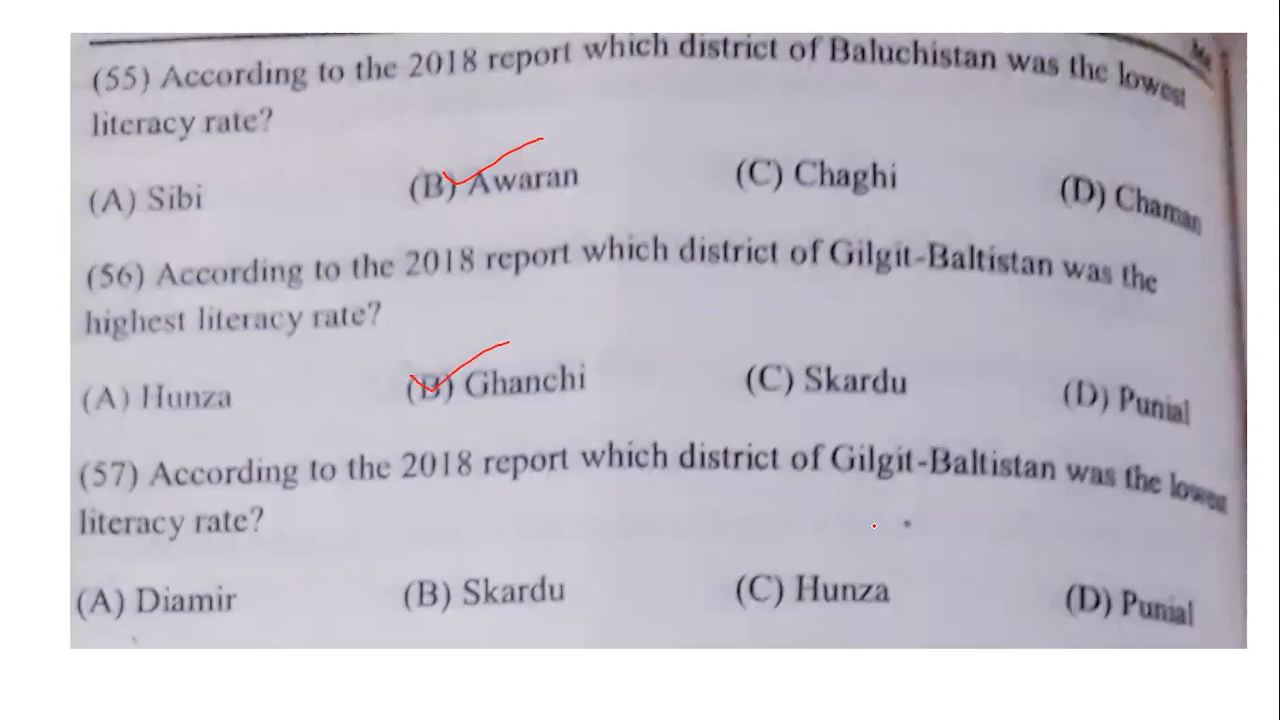 (55) According to the 2018 report which district of Baluchistan was the lowest
literacy rate?
(A) Sibi (B) Awaran (C) Chaghi (D) Chaman
(56) According to the 2018 report which district of Gilgit-Baltistan was the
highest literacy rate?
(A) Hunza (B) Ghanchi (C) Skardu (D) Punial
(57) According to the 2018 report which district of Gilgit-Baltistan was the lowest
literacy rate?
(A) Diamir (B) Skardu (C) Hunza (D) Punial